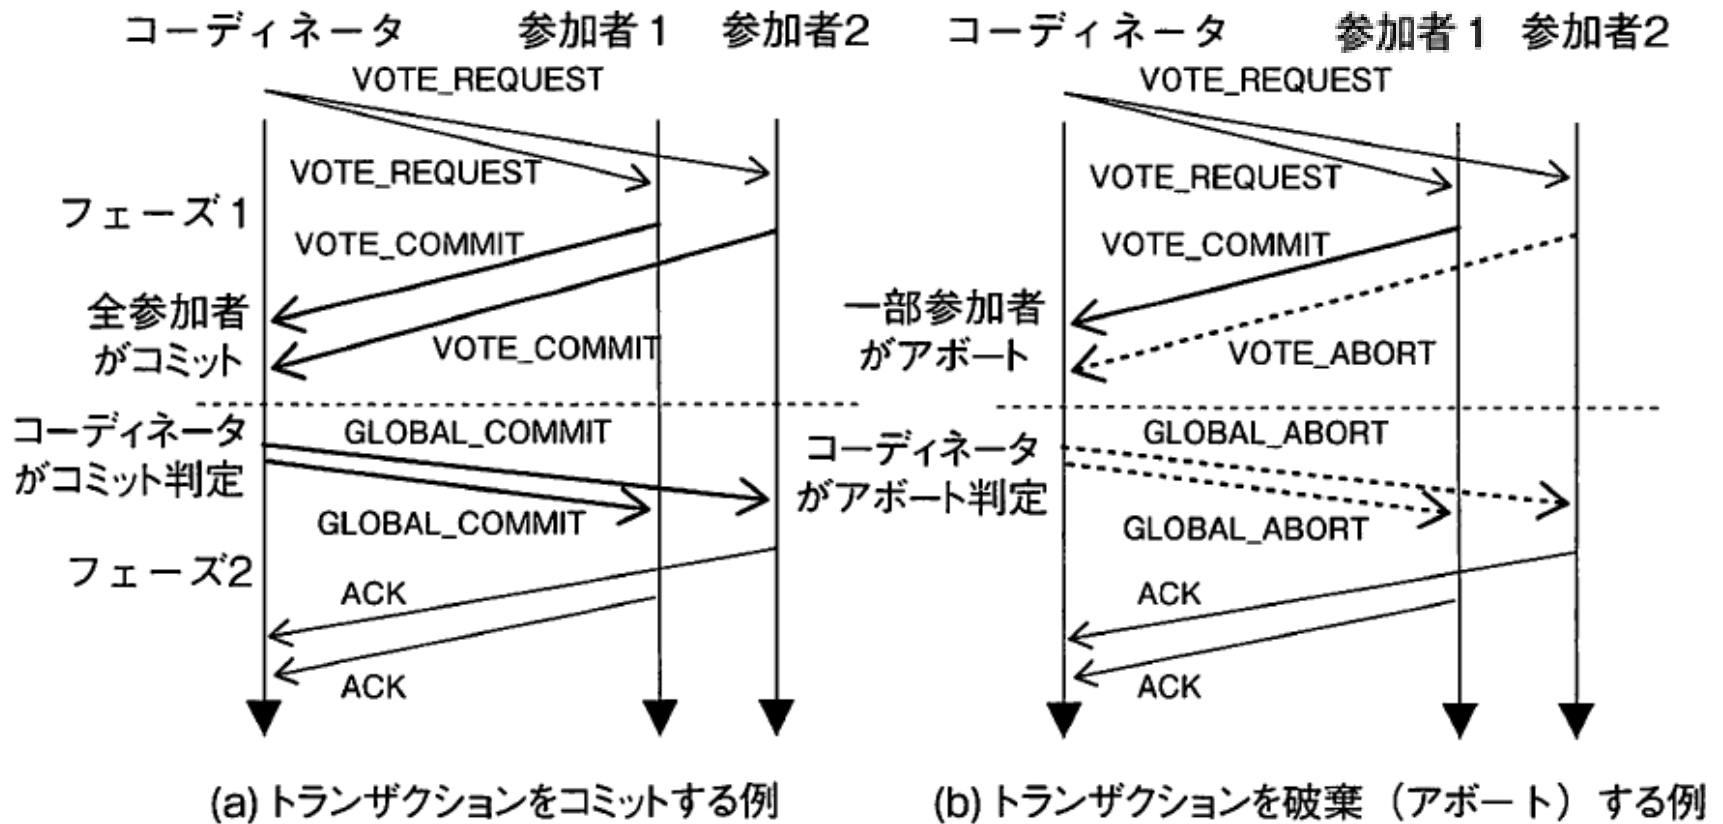 コーディネータ 参加者1 参加者2
VOTE_REQUEST
VOTE_REQUEST
フェーズ1
VOTE_COMMIT
全参加者
がコミット
VOTE_COMMIT
コーディネータ
がコミット判定
GLOBAL_COMMIT
GLOBAL_COMMIT
フェーズ2
ACK
ACK
(a) トランザクションをコミットする例
コーディネータ 参加者1 参加者2
VOTE_REQUEST
VOTE_REQUEST
VOTE_COMMIT
一部参加者
がアボート
VOTE_ABORT
コーディネータ
がアボート判定
GLOBAL_ABORT
GLOBAL_ABORT
ACK
ACK
(b) トランザクションを破棄（アボート）する例